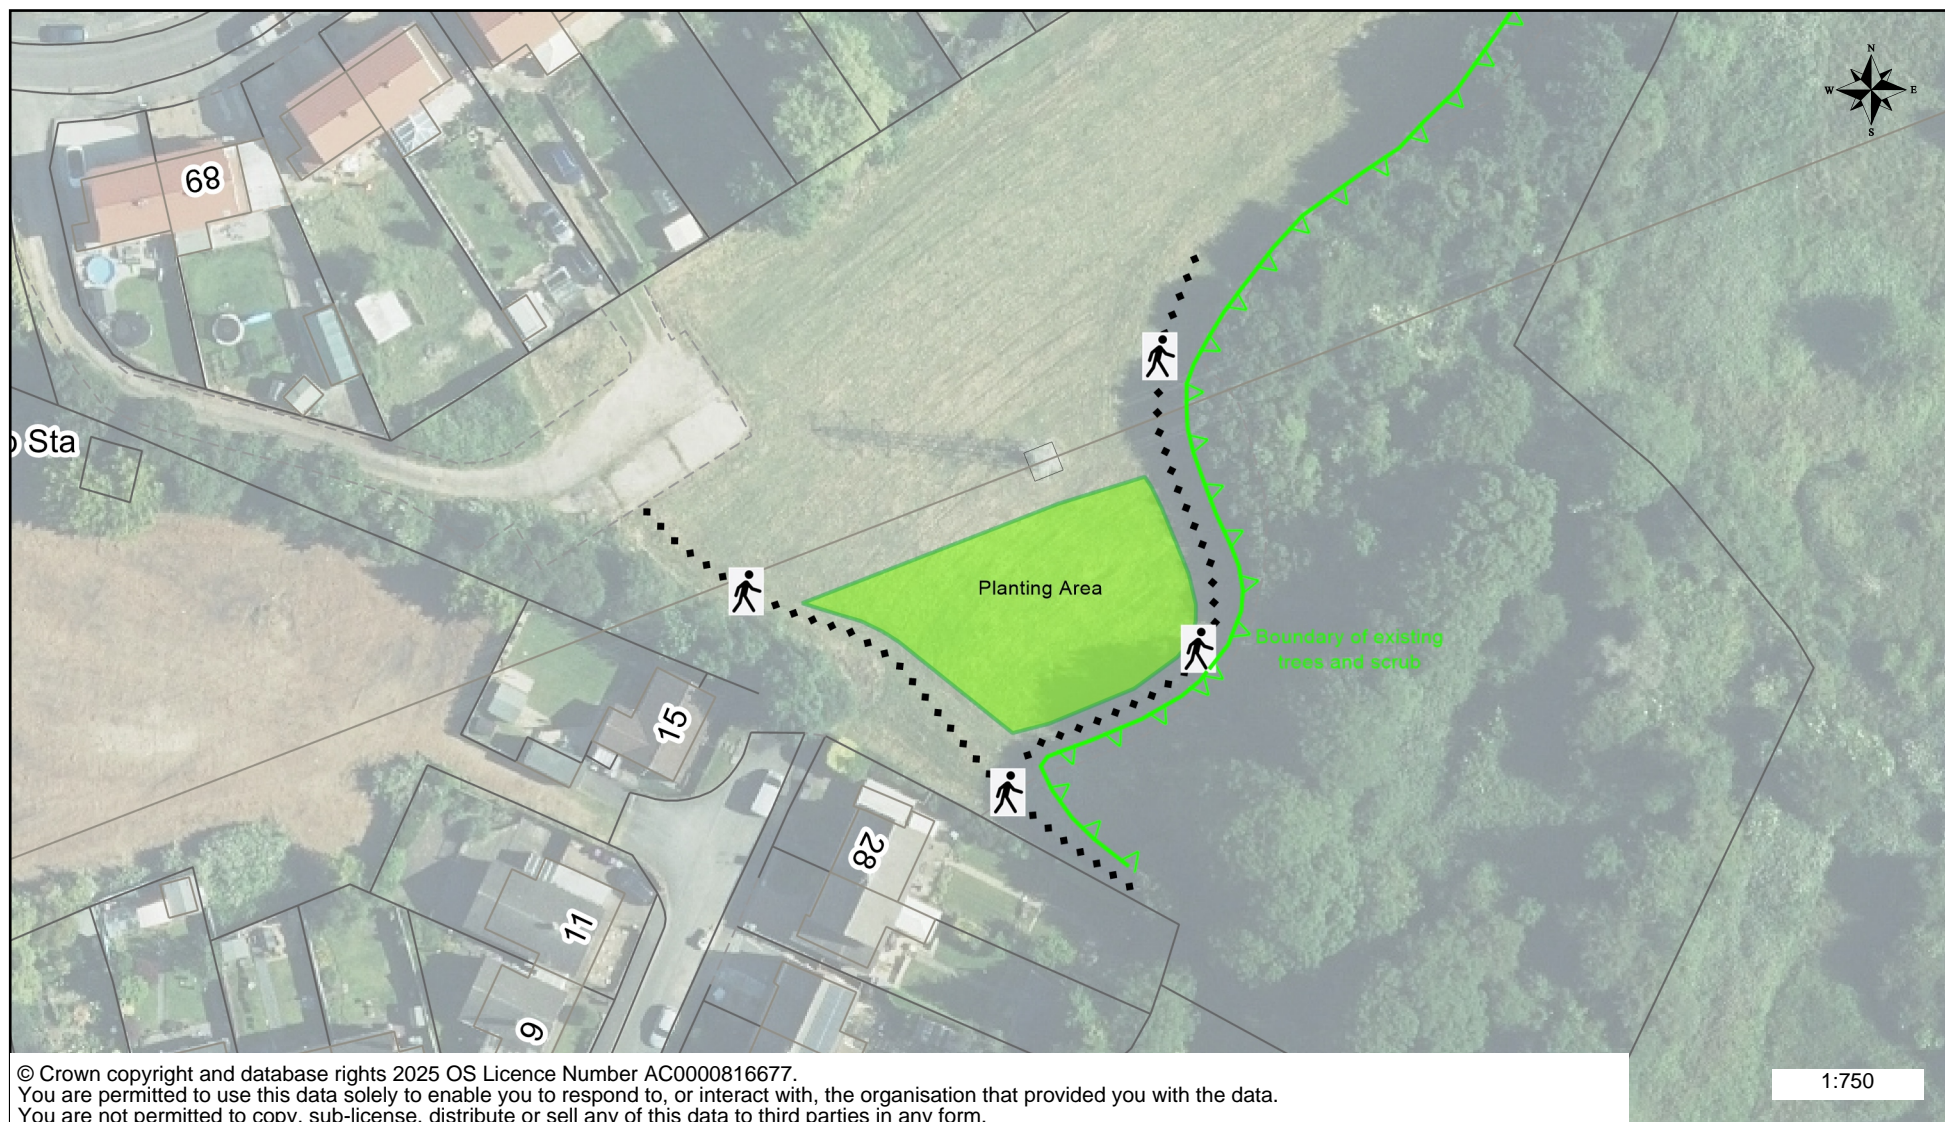 N
W E
S
68
o Sta
Planting Area
Boundary of existing
trees and scrub
15
28
11
9
© Crown copyright and database rights 2025 OS Licence Number AC0000816677.
You are permitted to use this data solely to enable you to respond to, or interact with, the organisation that provided you with the data.
You are not permitted to copy, sub-license, distribute or sell any of this data to third parties in any form.
1:750